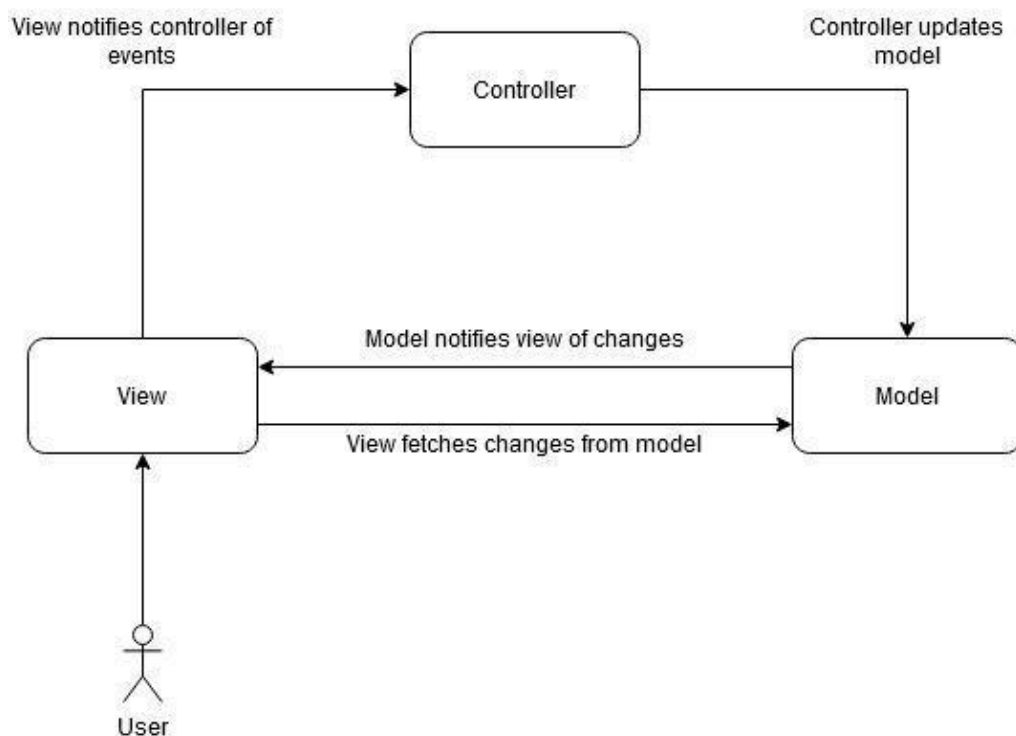 View notifies controller of
events
Controller updates
model
Controller
Model notifies view of changes
View
Model
View fetches changes from model
User